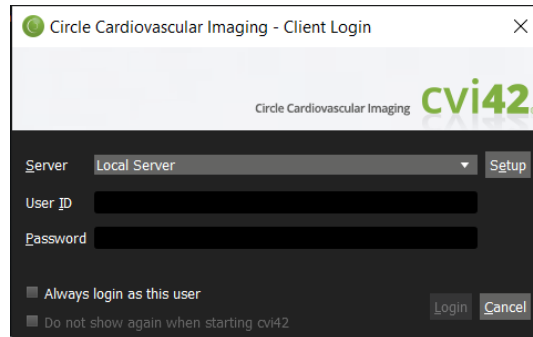 Circle Cardiovascular Imaging - Client Login
Circle Cardiovascular Imaging cvi42
Server Local Server Setup
User ID
Password
Always login as this user
Login Cancel
Do not show again when starting cvi42